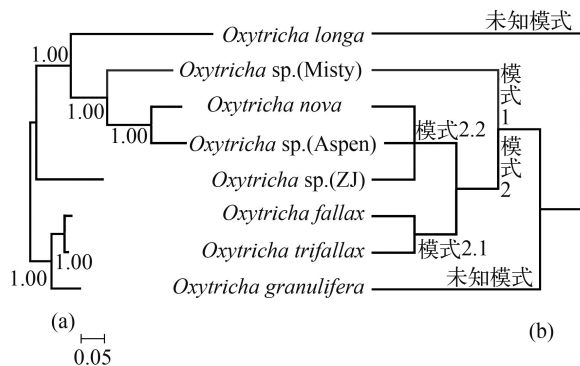 未知模式
Oxytricha longa
1.00
Oxytricha sp.(Misty)
模式1
1.00
Oxytricha nova
1.00
模式2.2
Oxytricha sp.(Aspen)
模式2
Oxytricha sp.(ZJ)
Oxytricha fallax
Oxytricha trifallax
模式2.1
1.00
1.00
未知模式
Oxytricha granulifera
(a)
(b)
0.05